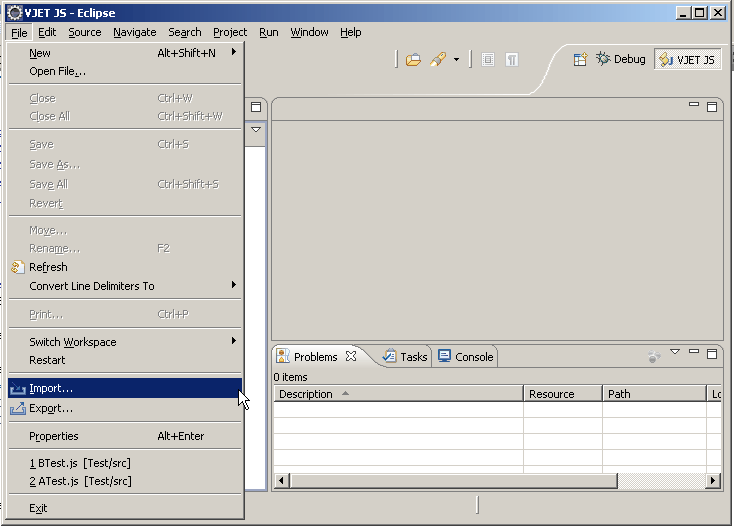 VJET JS - Eclipse
File Edit Source Navigate Search Project Run Window Help
New Alt+Shift+N
Open File...
Debug VJET JS
Close Ctrl+W
Close All Ctrl+Shift+W
Save Ctrl+S
Save As...
Save All Ctrl+Shift+S
Revert
Move...
Rename... F2
Refresh
Convert Line Delimiters To
Print... Ctrl+P
Switch Workspace
Restart
Import...
Export...
Properties Alt+Enter
1 BTest.js [Test/src]
2 ATest.js [Test/src]
Exit
Problems Tasks Console
0 items
Description Resource Path Lo